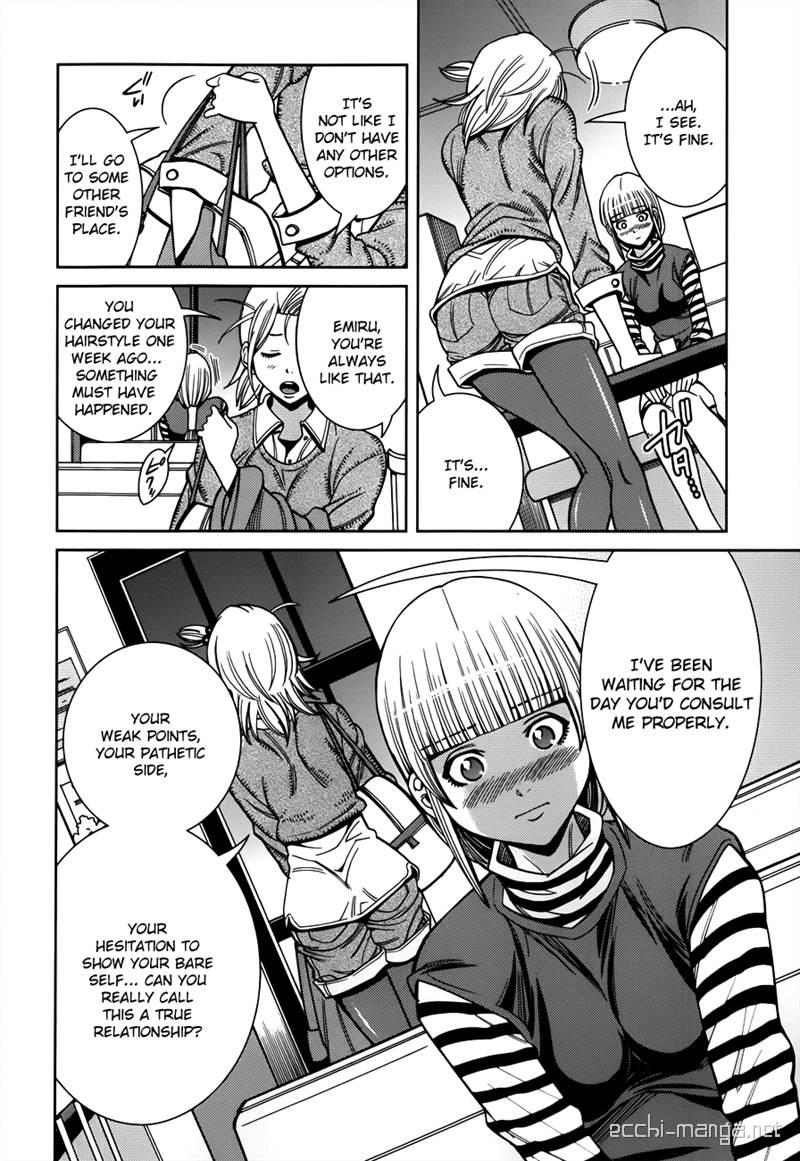 ...AH,
I SEE.
IT'S FINE.
IT'S...
FINE.
ガタ...
IT'S
NOT LIKE I
DON'T HAVE
ANY OTHER
OPTIONS.
I'LL GO
TO SOME
OTHER
FRIEND'S
PLACE.
EMIRU,
YOU'RE
ALWAYS
LIKE THAT.
YOU
CHANGED YOUR
HAIRSTYLE ONE
WEEK AGO...
SOMETHING
MUST HAVE
HAPPENED.
I'VE BEEN
WAITING FOR THE
DAY YOU'D CONSULT
ME PROPERLY.
YOUR
WEAK POINTS,
YOUR PATHETIC
SIDE,
YOUR
HESITATION TO
SHOW YOUR BARE
SELF... CAN YOU
REALLY CALL
THIS A TRUE
RELATIONSHIP?
ecchi-manga.net